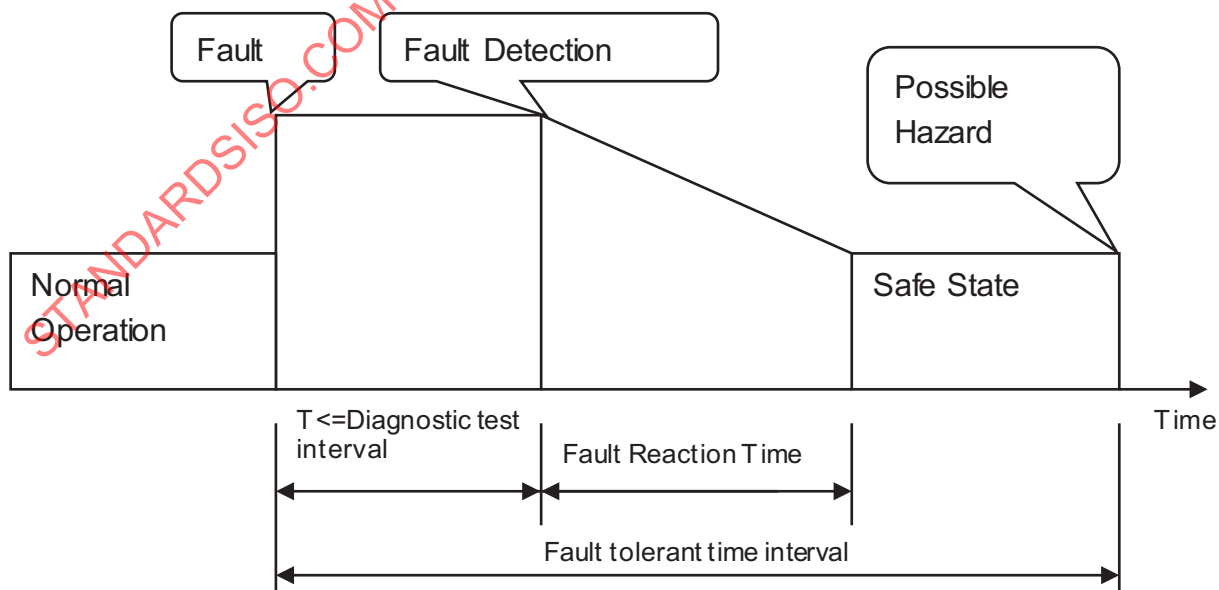 Fault
Fault Detection
Possible
Hazard
STANDARDSISO.COM
Normal
Operation
Safe State
T<=Diagnostic test
interval
Time
Fault Reaction Time
Fault tolerant time interval